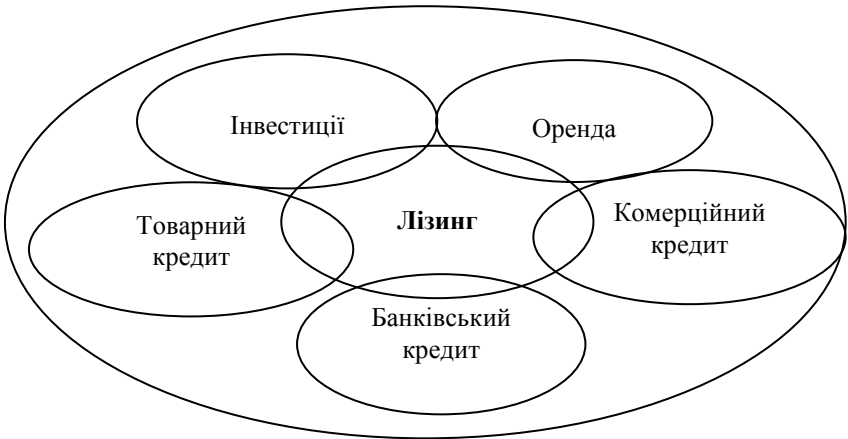 Інвестиції
Оренда
Товарний
кредит
Лізинг
Комерційний
кредит
Банківський
кредит